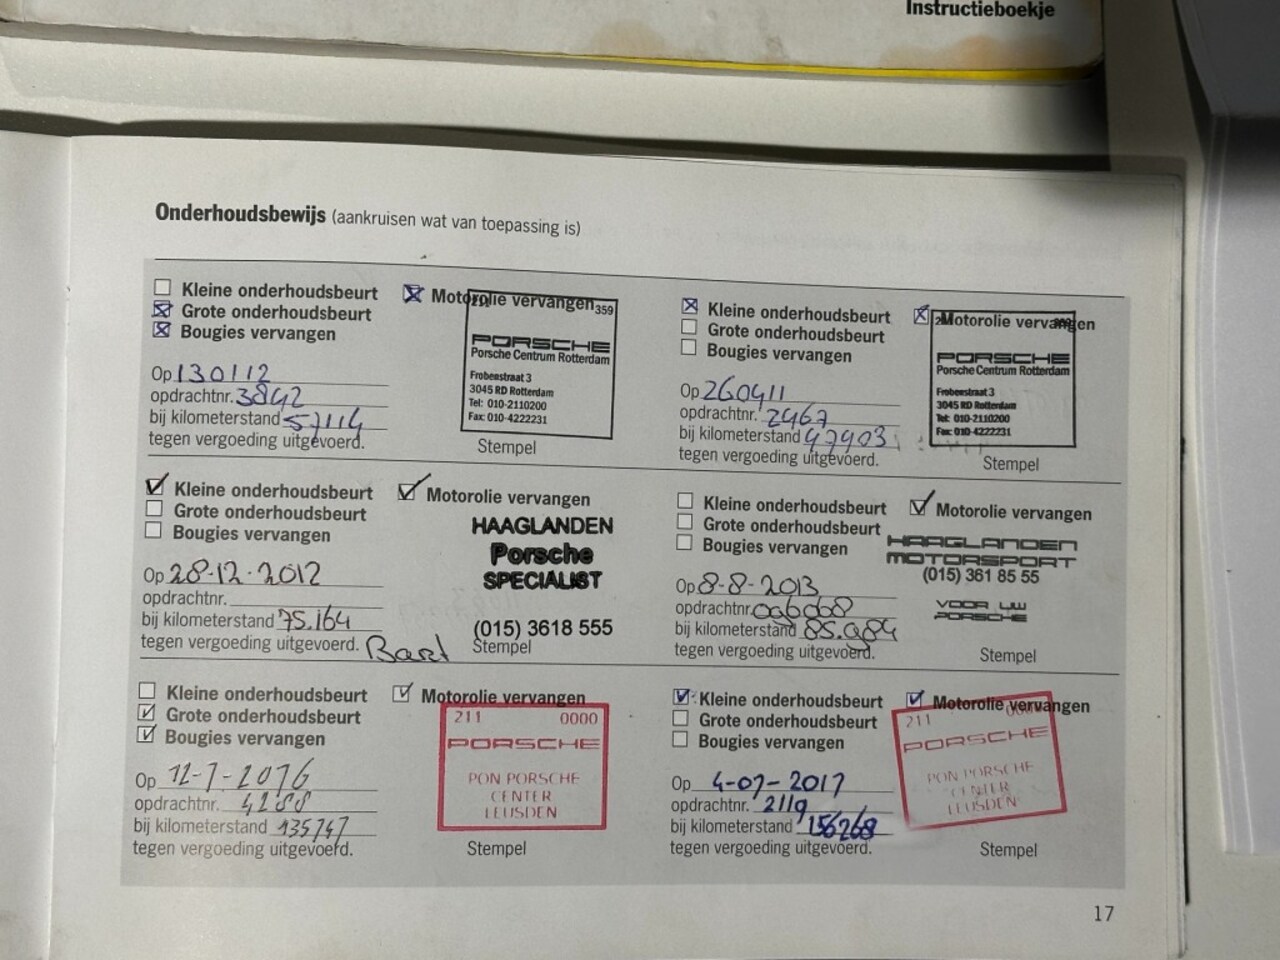 Instructieboekje
Onderhoudsbewijs (aankruisen wat van toepassing is)
Kleine onderhoudsbeurt
Grote onderhoudsbeurt
Bougies vervangen
Motorolie vervangen
359
PORSCHE
Porsche Centrum Rotterdam
Frobenstraat 3
3045 RD Rotterdam
Tel: 010-2110200
Fax: 010-4222231
Op 130112
opdrachtnr. 3842
bij kilometerstand 57114
tegen vergoeding uitgevoerd.
Stempel
Kleine onderhoudsbeurt
Grote onderhoudsbeurt
Bougies vervangen
Motorolie vervangen
PORSCHE
Porsche Centrum Rotterdam
Frobenstraat 3
3045 RD Rotterdam
Tel: 010-2110200
Fax: 010-4222231
Op 260411
opdrachtnr. 2467
bij kilometerstand 47903
tegen vergoeding uitgevoerd.
Stempel
Kleine onderhoudsbeurt
Grote onderhoudsbeurt
Bougies vervangen
Motorolie vervangen
HAAGLANDEN
Porsche
SPECIALIST
(015) 3618 555
Op 28-12-2012
opdrachtnr.
bij kilometerstand 75.164
tegen vergoeding uitgevoerd. Bart
Stempel
Kleine onderhoudsbeurt
Grote onderhoudsbeurt
Bougies vervangen
Motorolie vervangen
HAAGLANDEN
MOTORSPORT
(015) 361 85 55
VOOR UW
PORSCHE
Op 8-8-2013
opdrachtnr.
bij kilometerstand 85.984
tegen vergoeding uitgevoerd.
Stempel
Kleine onderhoudsbeurt
Grote onderhoudsbeurt
Bougies vervangen
Motorolie vervangen
211 0000
PORSCHE
PON PORSCHE
CENTER
LEUSDEN
Op 12-7-2016
opdrachtnr. 4288
bij kilometerstand 135747
tegen vergoeding uitgevoerd.
Stempel
Kleine onderhoudsbeurt
Grote onderhoudsbeurt
Bougies vervangen
Motorolie vervangen
211 0000
PORSCHE
PON PORSCHE
CENTER
LEUSDEN
Op 4-07-2017
opdrachtnr. 2119
bij kilometerstand 156268
tegen vergoeding uitgevoerd.
Stempel
17